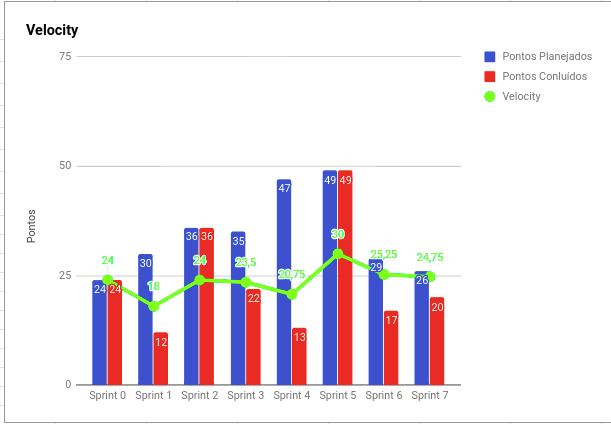 Velocity
75
50
25
0
Pontos
Pontos Planejados
Pontos Conluídos
Velocity
24 24 24
30 18 12
36 24 36
35 23,5 22
47 20,75 13
49 30 49
29 25,25 17
26 24,75 20
Sprint 0 Sprint 1 Sprint 2 Sprint 3 Sprint 4 Sprint 5 Sprint 6 Sprint 7